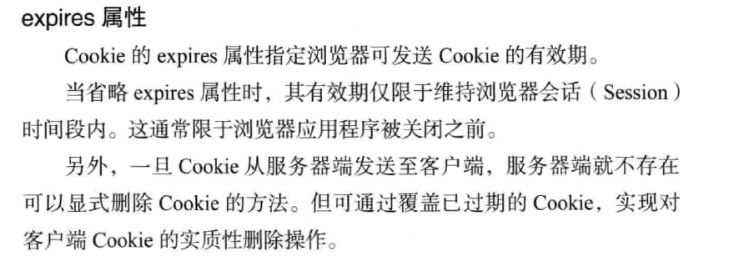 expires 属性
Cookie 的 expires 属性指定浏览器可发送 Cookie 的有效期。
当省略 expires 属性时，其有效期仅限于维持浏览器会话（Session）
时间段内。这通常限于浏览器应用程序被关闭之前。
另外，一旦 Cookie 从服务器端发送至客户端，服务器端就不存在
可以显式删除 Cookie 的方法。但可通过覆盖已过期的 Cookie，实现对
客户端 Cookie 的实质性删除操作。